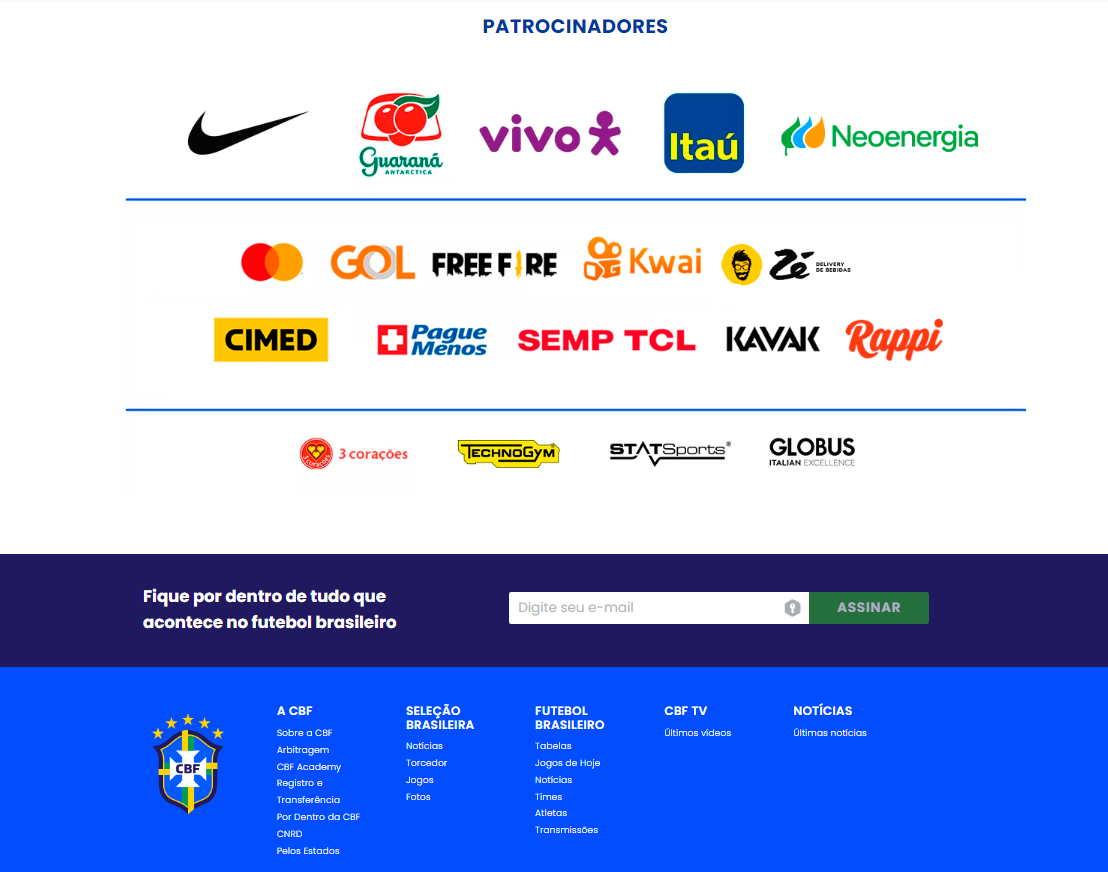 PATROCINADORES
Guaraná
ANTARCTICA
vivo
Itaú
Neoenergia
GOL
FREE FIRE
Kwai
Zé
DELIVERY
DE BEBIDAS
CIMED
Pague
Menos
SEMP TCL
KAVAK
Rappi
3 corações
3 corações
TECHNOGYM
STATSports®
GLOBUS
ITALIAN EXCELLENCE
Fique por dentro de tudo que
acontece no futebol brasileiro
Digite seu e-mail
ASSINAR
CBF
A CBF
Sobre a CBF
Arbitragem
CBF Academy
Registro e
Transferência
Por Dentro da CBF
CNRD
Pelos Estados
SELEÇÃO
BRASILEIRA
Notícias
Torcedor
Jogos
Fotos
FUTEBOL
BRASILEIRO
Tabelas
Jogos de Hoje
Notícias
Times
Atletas
Transmissões
CBF TV
Últimos vídeos
NOTÍCIAS
Últimas notícias